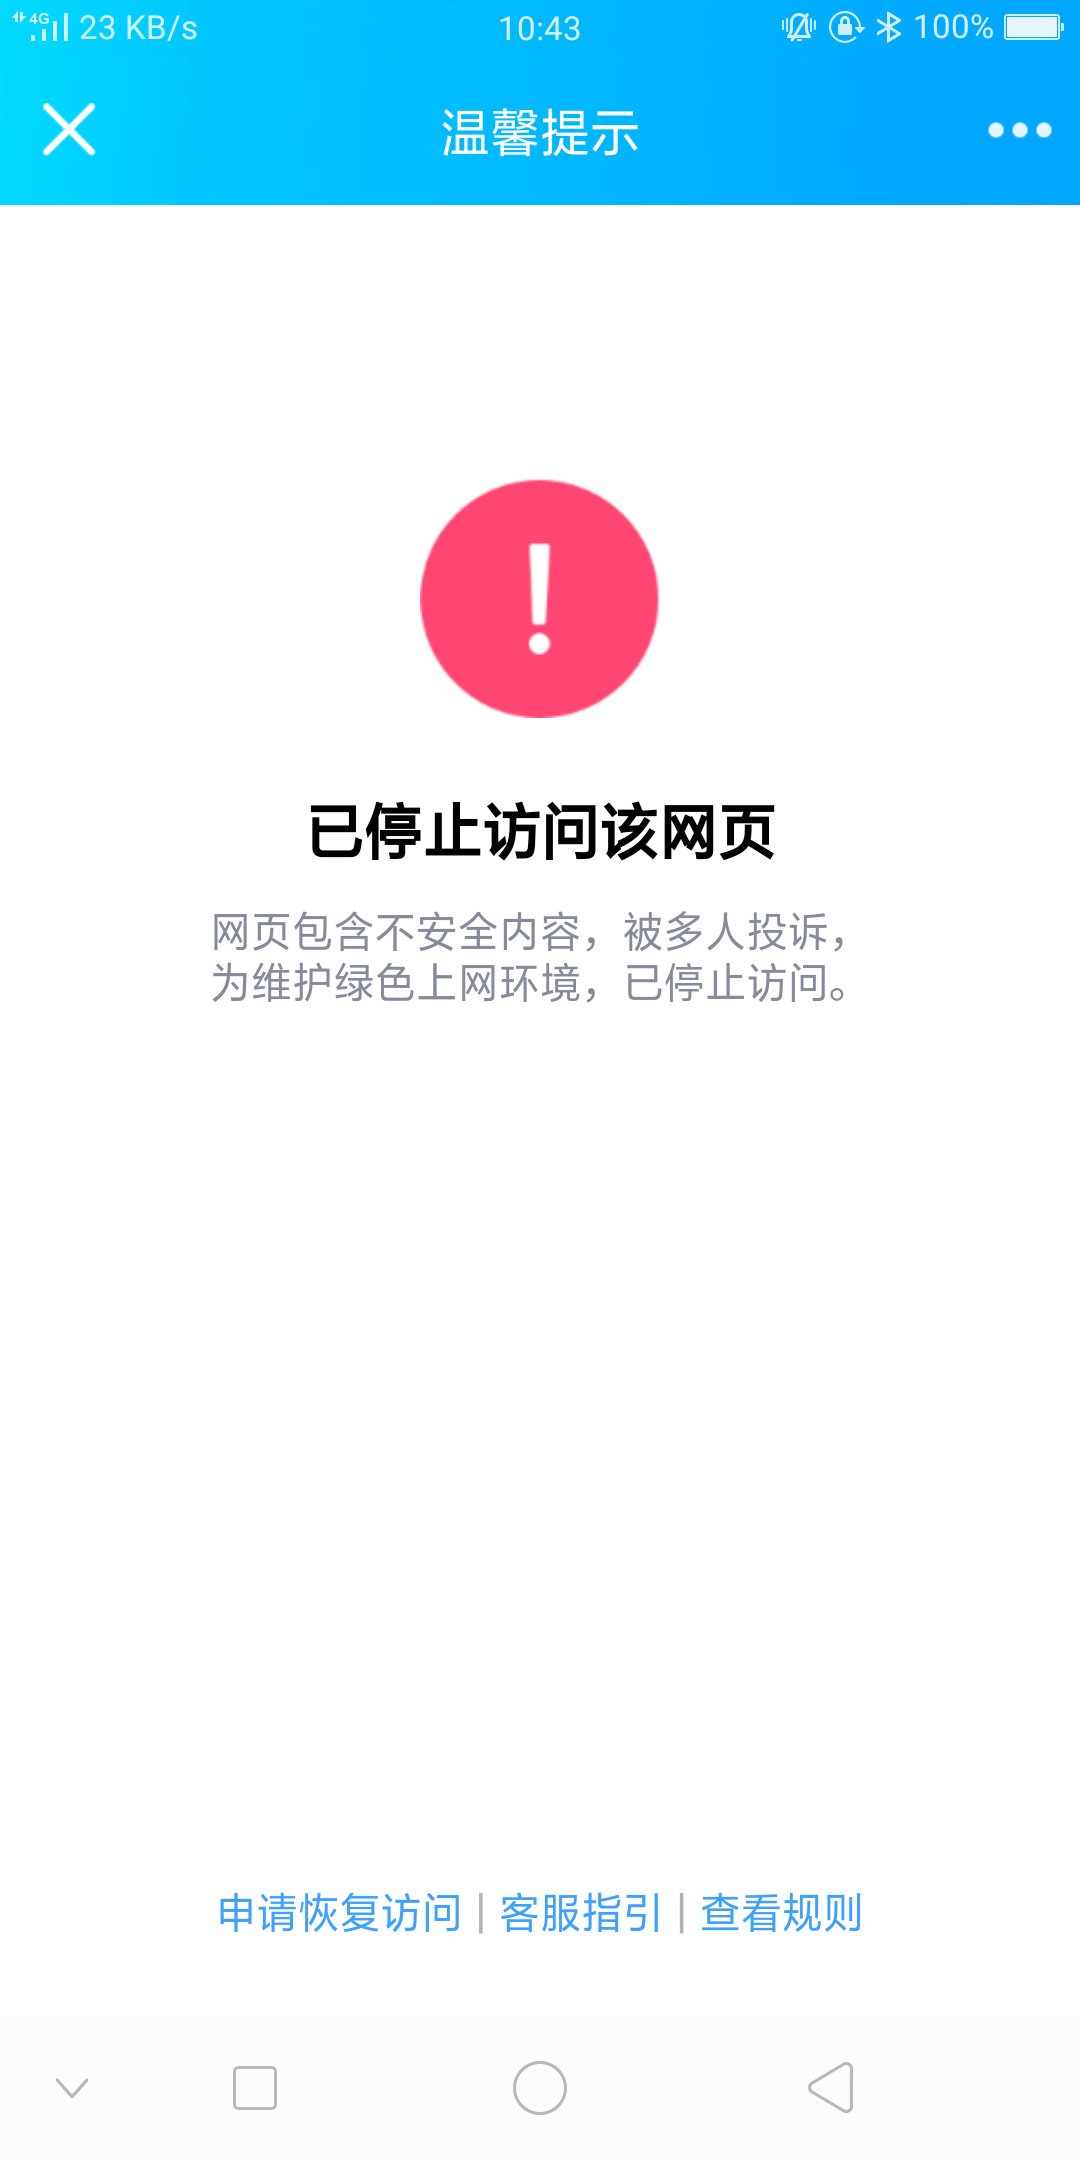 4G 23 KB/s 10:43 100%
温馨提示
已停止访问该网页
网页包含不安全内容，被多人投诉，
为维护绿色上网环境，已停止访问。
申请恢复访问 | 客服指引 | 查看规则